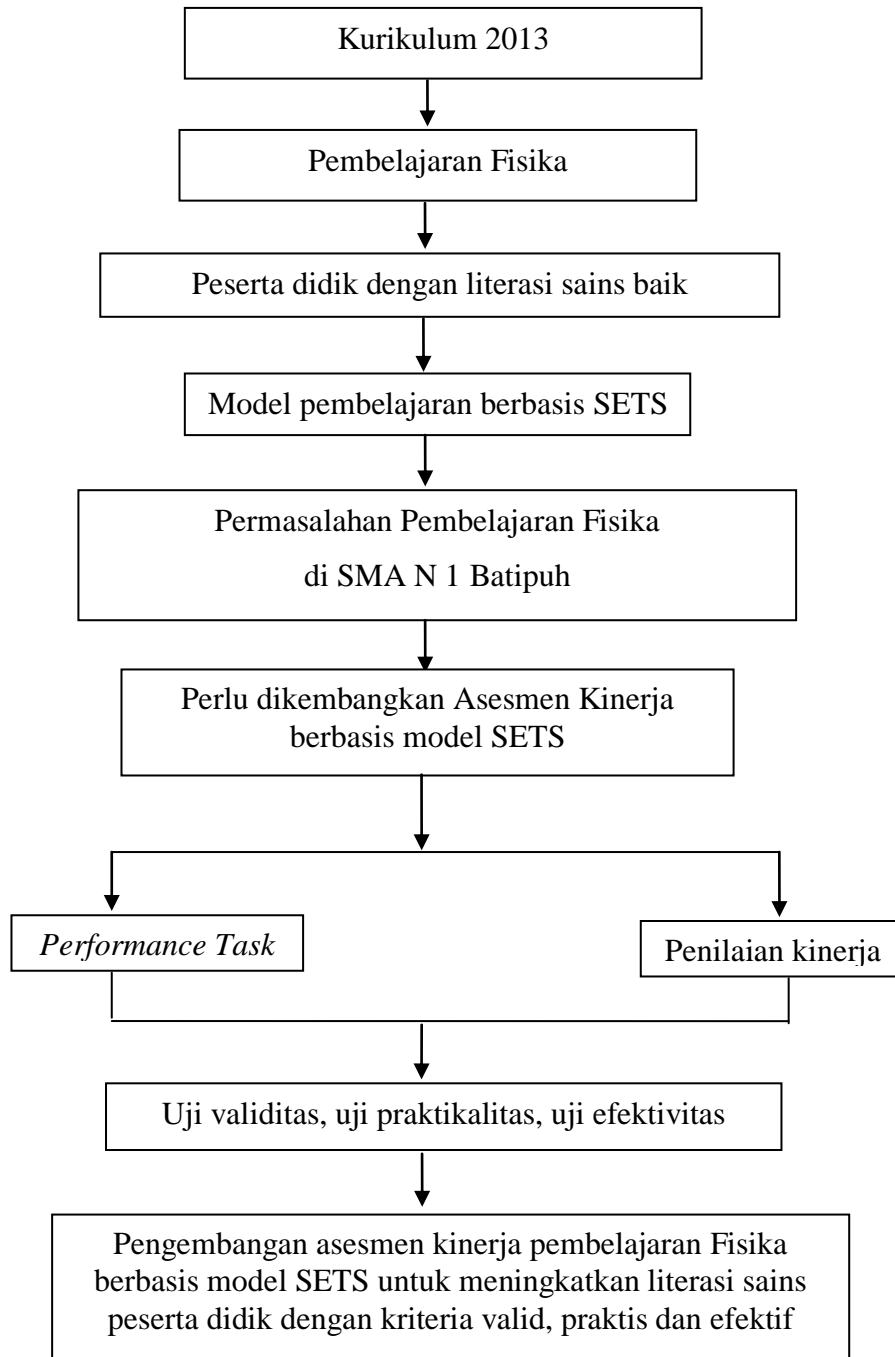 Kurikulum 2013
Pembelajaran Fisika
Peserta didik dengan literasi sains baik
Model pembelajaran berbasis SETS
Permasalahan Pembelajaran Fisika
di SMA N 1 Batipuh
Perlu dikembangkan Asesmen Kinerja
berbasis model SETS
Performance Task
Penilaian kinerja
Uji validitas, uji praktikalitas, uji efektivitas
Pengembangan asesmen kinerja pembelajaran Fisika
berbasis model SETS untuk meningkatkan literasi sains
peserta didik dengan kriteria valid, praktis dan efektif